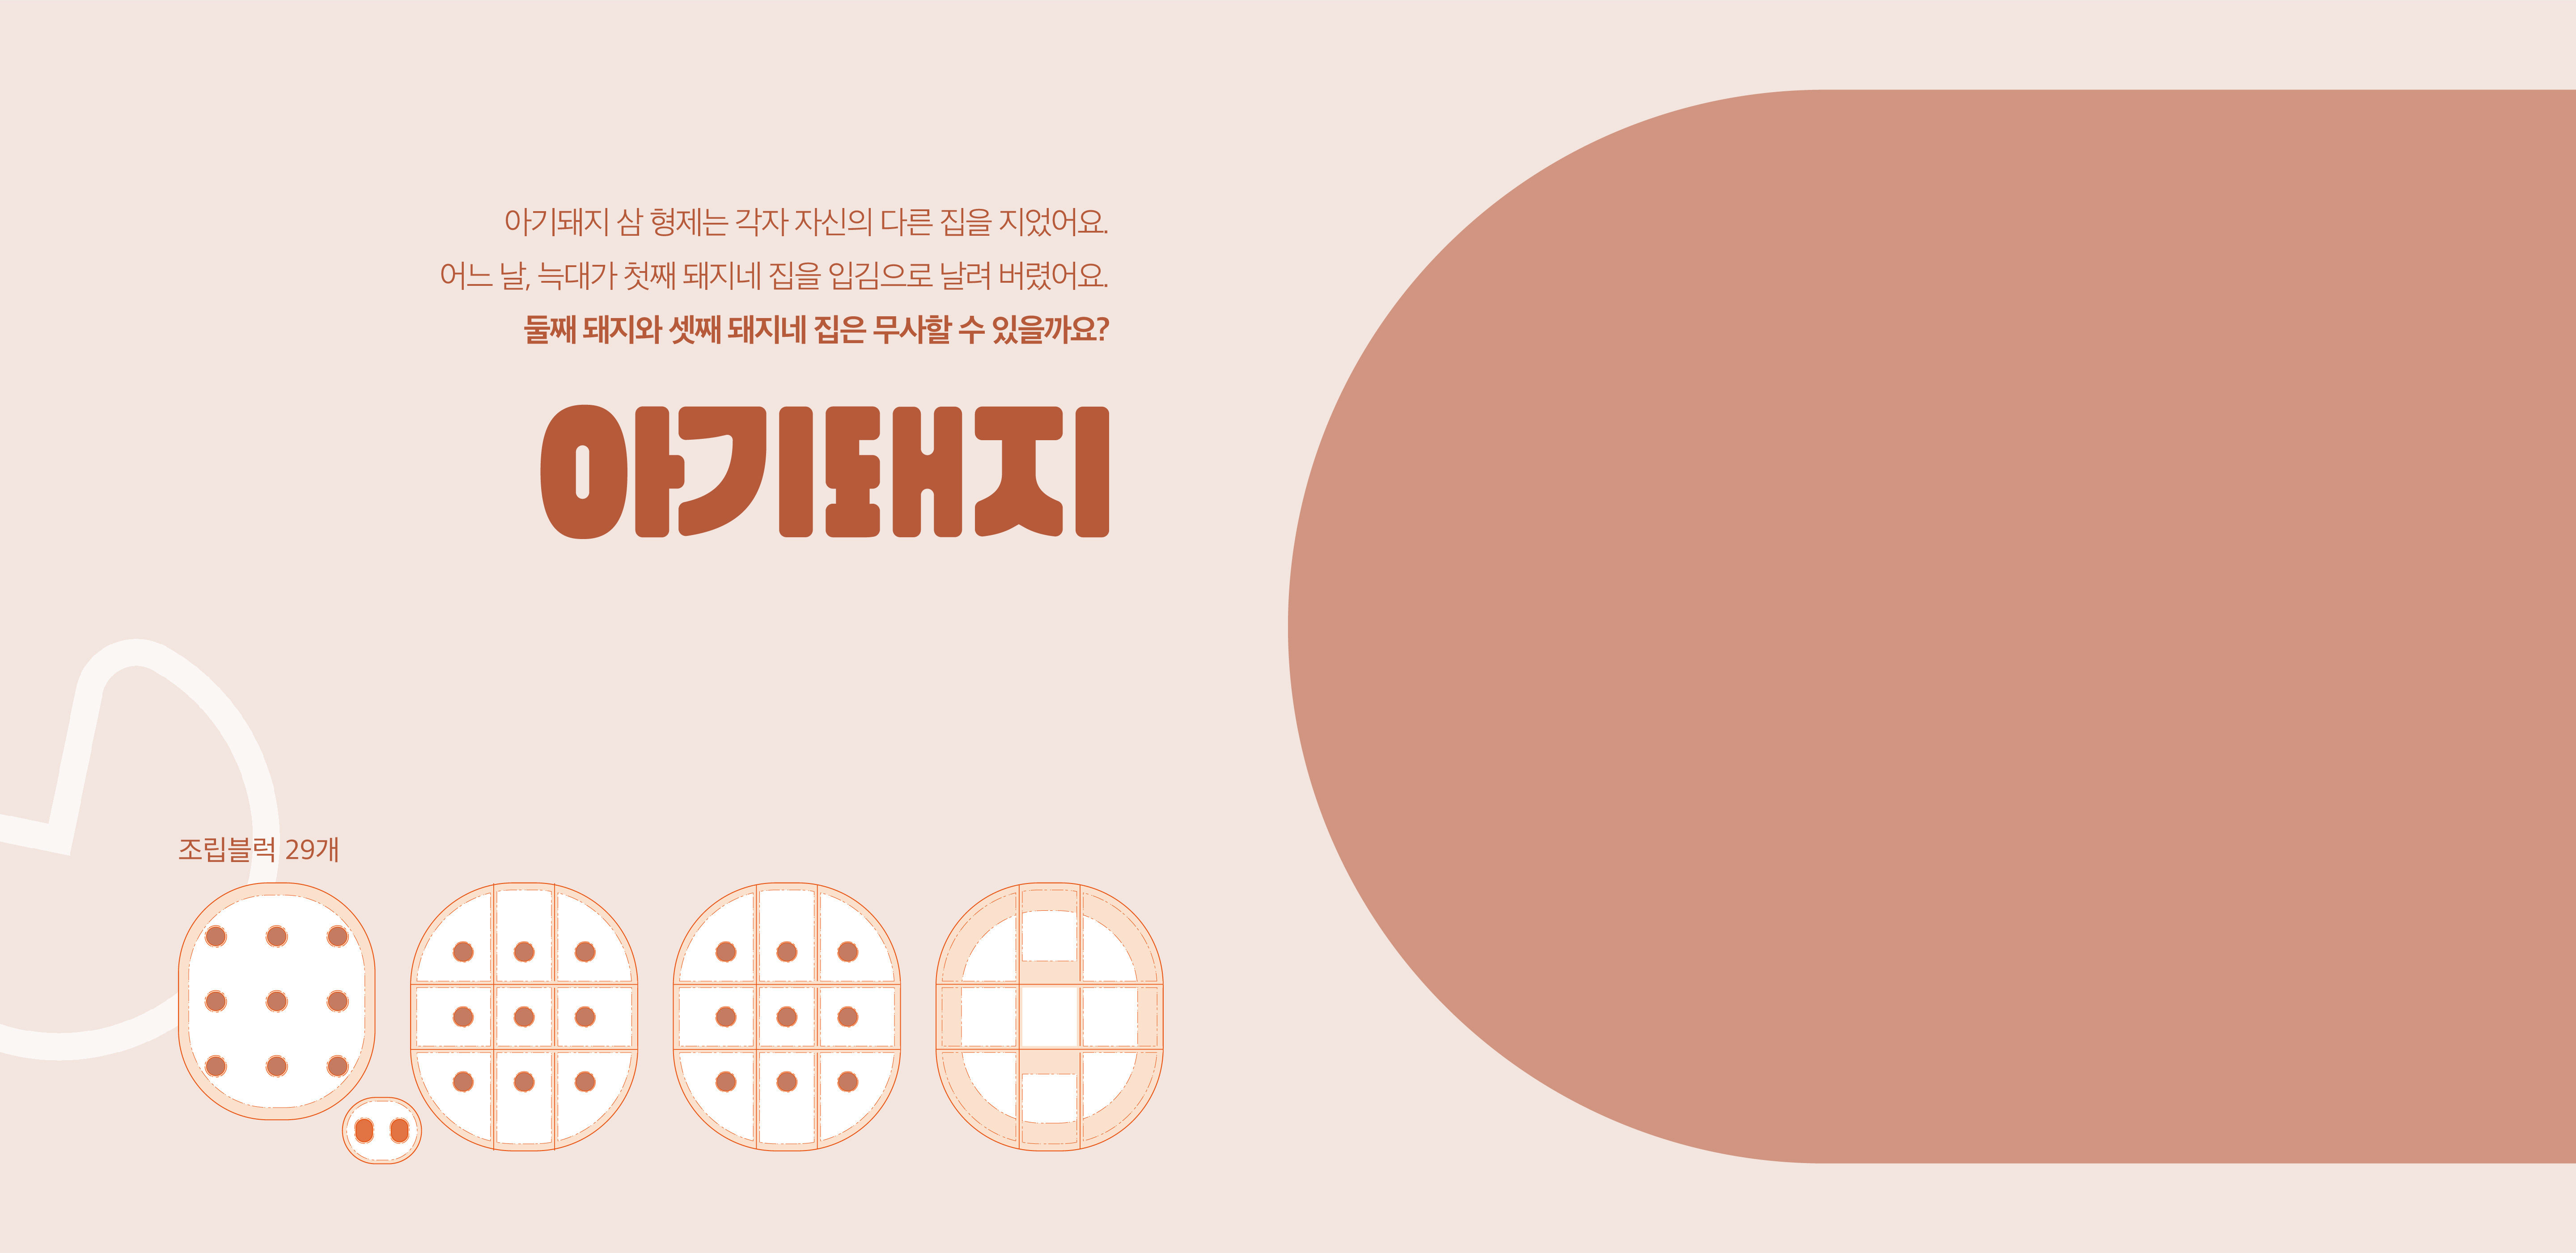 아기돼지 삼 형제는 각자 자신의 다른 집을 지었어요.
어느 날, 늑대가 첫째 돼지네 집을 입김으로 날려 버렸어요.
둘째 돼지와 셋째 돼지네 집은 무사할 수 있을까요?
아기돼지
조립블럭 29개